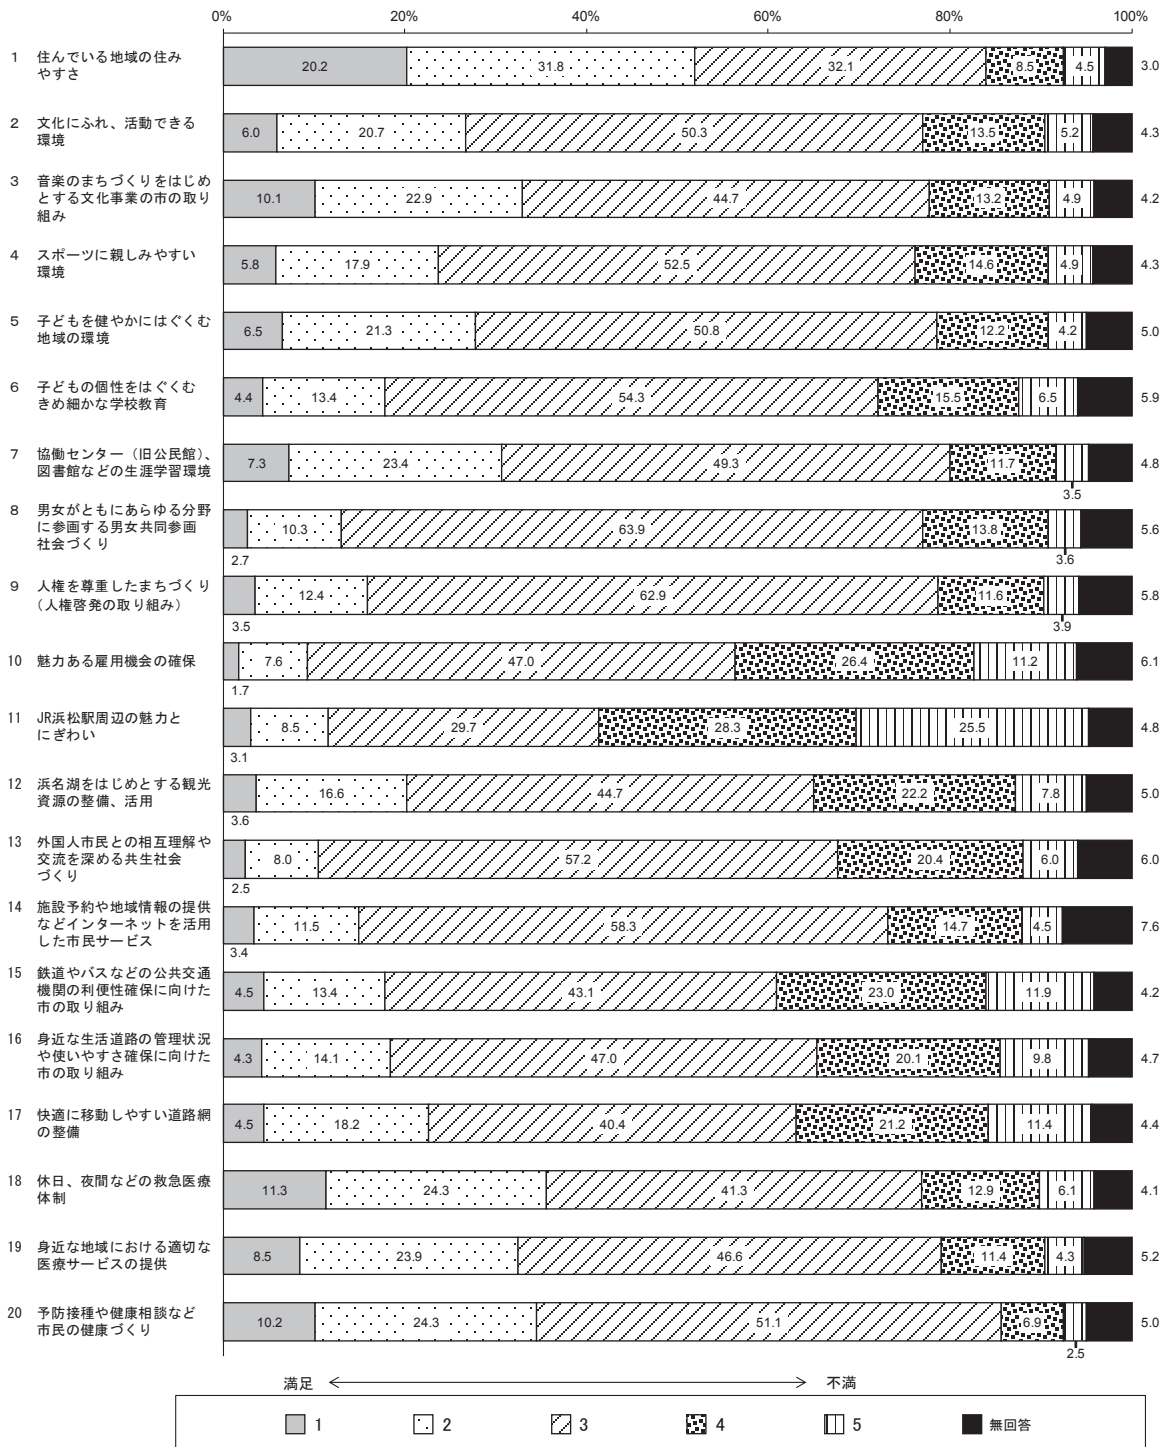 0% 20% 40% 60% 80% 100%
1 住んでいる地域の住み
やすさ
20.2 31.8 32.1 8.5 4.5 3.0
2 文化にふれ、活動できる
環境
6.0 20.7 50.3 13.5 5.2 4.3
3 音楽のまちづくりをはじめ
とする文化事業の市の取り
組み
10.1 22.9 44.7 13.2 4.9 4.2
4 スポーツに親しみやすい
環境
5.8 17.9 52.5 14.6 4.9 4.3
5 子どもを健やかにはぐくむ
地域の環境
6.5 21.3 50.8 12.2 4.2 5.0
6 子どもの個性をはぐくむ
きめ細かな学校教育
4.4 13.4 54.3 15.5 6.5 5.9
7 協働センター（旧公民館）、
図書館などの生涯学習環境
7.3 23.4 49.3 11.7 4.8
3.5
8 男女がともにあらゆる分野
に参画する男女共同参画
社会づくり
10.3 63.9 13.8 5.6
2.7 3.6
9 人権を尊重したまちづくり
（人権啓発の取り組み）
12.4 62.9 11.6 5.8
3.5 3.9
10 魅力ある雇用機会の確保
7.6 47.0 26.4 11.2 6.1
1.7
11 JR浜松駅周辺の魅力と
にぎわい
8.5 29.7 28.3 25.5 4.8
3.1
12 浜名湖をはじめとする観光
資源の整備、活用
16.6 44.7 22.2 7.8 5.0
3.6
13 外国人市民との相互理解や
交流を深める共生社会
づくり
8.0 57.2 20.4 6.0 6.0
2.5
14 施設予約や地域情報の提供
などインターネットを活用
した市民サービス
11.5 58.3 14.7 4.5 7.6
3.4
15 鉄道やバスなどの公共交通
機関の利便性確保に向けた
市の取り組み
4.5 13.4 43.1 23.0 11.9 4.2
16 身近な生活道路の管理状況
や使いやすさ確保に向けた
市の取り組み
4.3 14.1 47.0 20.1 9.8 4.7
17 快適に移動しやすい道路網
の整備
4.5 18.2 40.4 21.2 11.4 4.4
18 休日、夜間などの救急医療
体制
11.3 24.3 41.3 12.9 6.1 4.1
19 身近な地域における適切な
医療サービスの提供
8.5 23.9 46.6 11.4 4.3 5.2
20 予防接種や健康相談など
市民の健康づくり
10.2 24.3 51.1 6.9 5.0
2.5
満足 不満
1 2 3 4 5 無回答